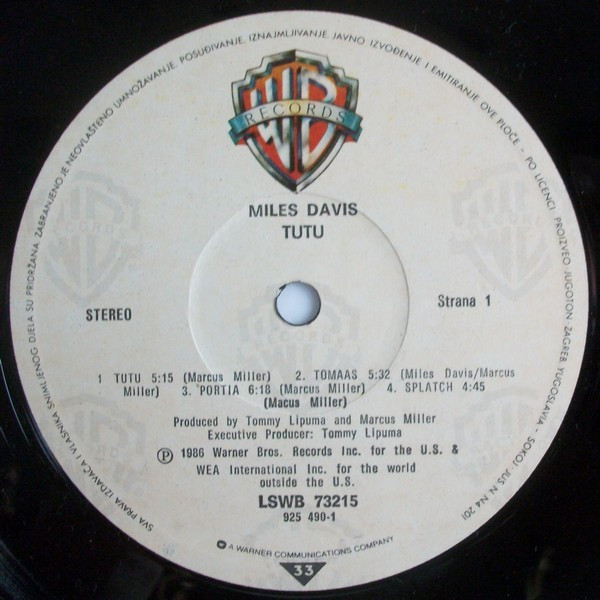 SVA PRAVA IZDAVAČA I VLASNIKA SNIMLJENOG DJELA SU PRIDRŽANA. ZABRANJENO JE NEOVLAŠTENO UMNOŽAVANJE, POSUĐIVANJE, IZNAJMLJIVANJE, JAVNO IZVOĐENJE I EMITIRANJE OVE PLOČE - PO LICENCI PROIZVEO JUGOTON ZAGREB YUGOSLAVIA - SOKOJ JUS N N4 201
WB
RECORDS
MILES DAVIS
TUTU
STEREO
Strana 1
1 TUTU 5:15 (Marcus Miller) 2. TOMAAS 5:32 (Miles Davis/Marcus
Miller) 3. PORTIA 6:18 (Marcus Miller) 4. SPLATCH 4:45
(Macus Miller)
Produced by Tommy Lipuma and Marcus Miller
Executive Producer: Tommy Lipuma
Ⓟ 1986 Warner Bros. Records Inc. for the U.S. &
WEA International Inc. for the world
outside the U.S.
LSWB 73215
925 490-1
A WARNER COMMUNICATIONS COMPANY
33